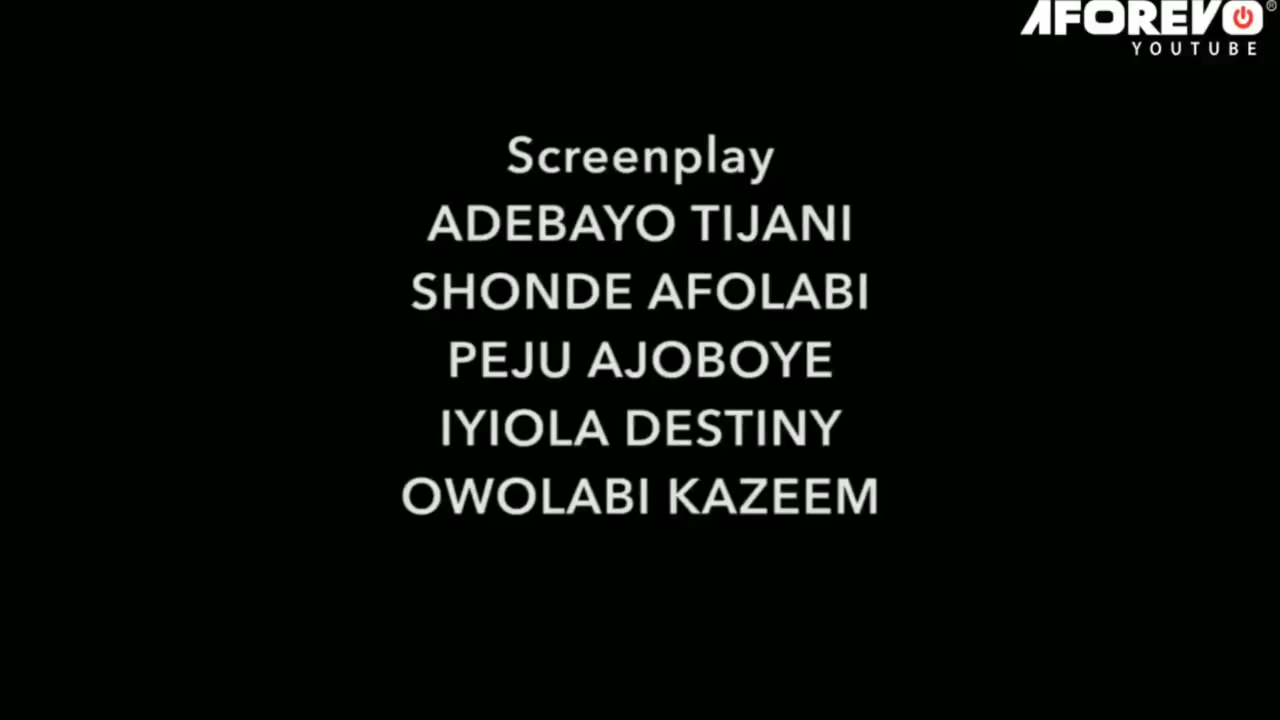 AFOREVO
YOUTUBE
Screenplay
ADEBAYO TIJANI
SHONDE AFOLABI
PEJU AJOBOYE
IYIOLA DESTINY
OWOLABI KAZEEM